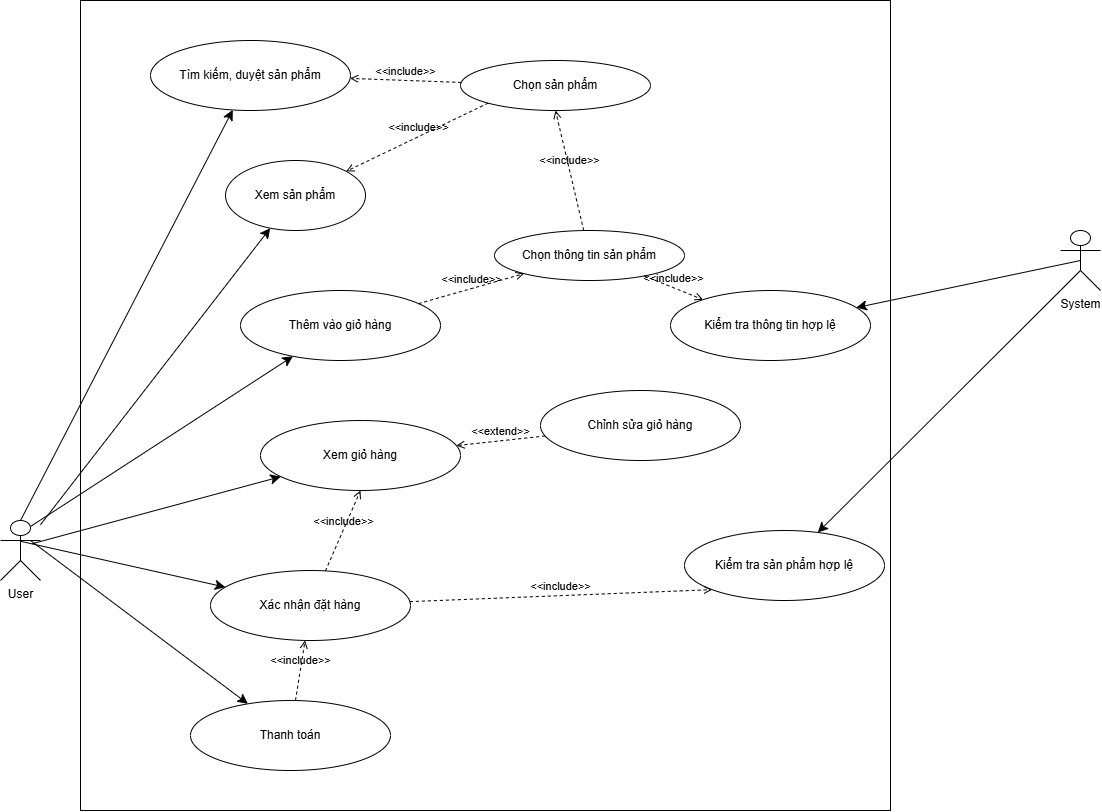 Tìm kiếm, duyệt sản phẩm
<<include>>
Chọn sản phẩm
<<include>>
<<include>>
Xem sản phẩm
Chọn thông tin sản phẩm
<<include>>
<<include>>
System
Thêm vào giỏ hàng
Kiểm tra thông tin hợp lệ
Xem giỏ hàng
<<extend>>
Chỉnh sửa giỏ hàng
<<include>>
Kiểm tra sản phẩm hợp lệ
User
<<include>>
Xác nhận đặt hàng
<<include>>
Thanh toán